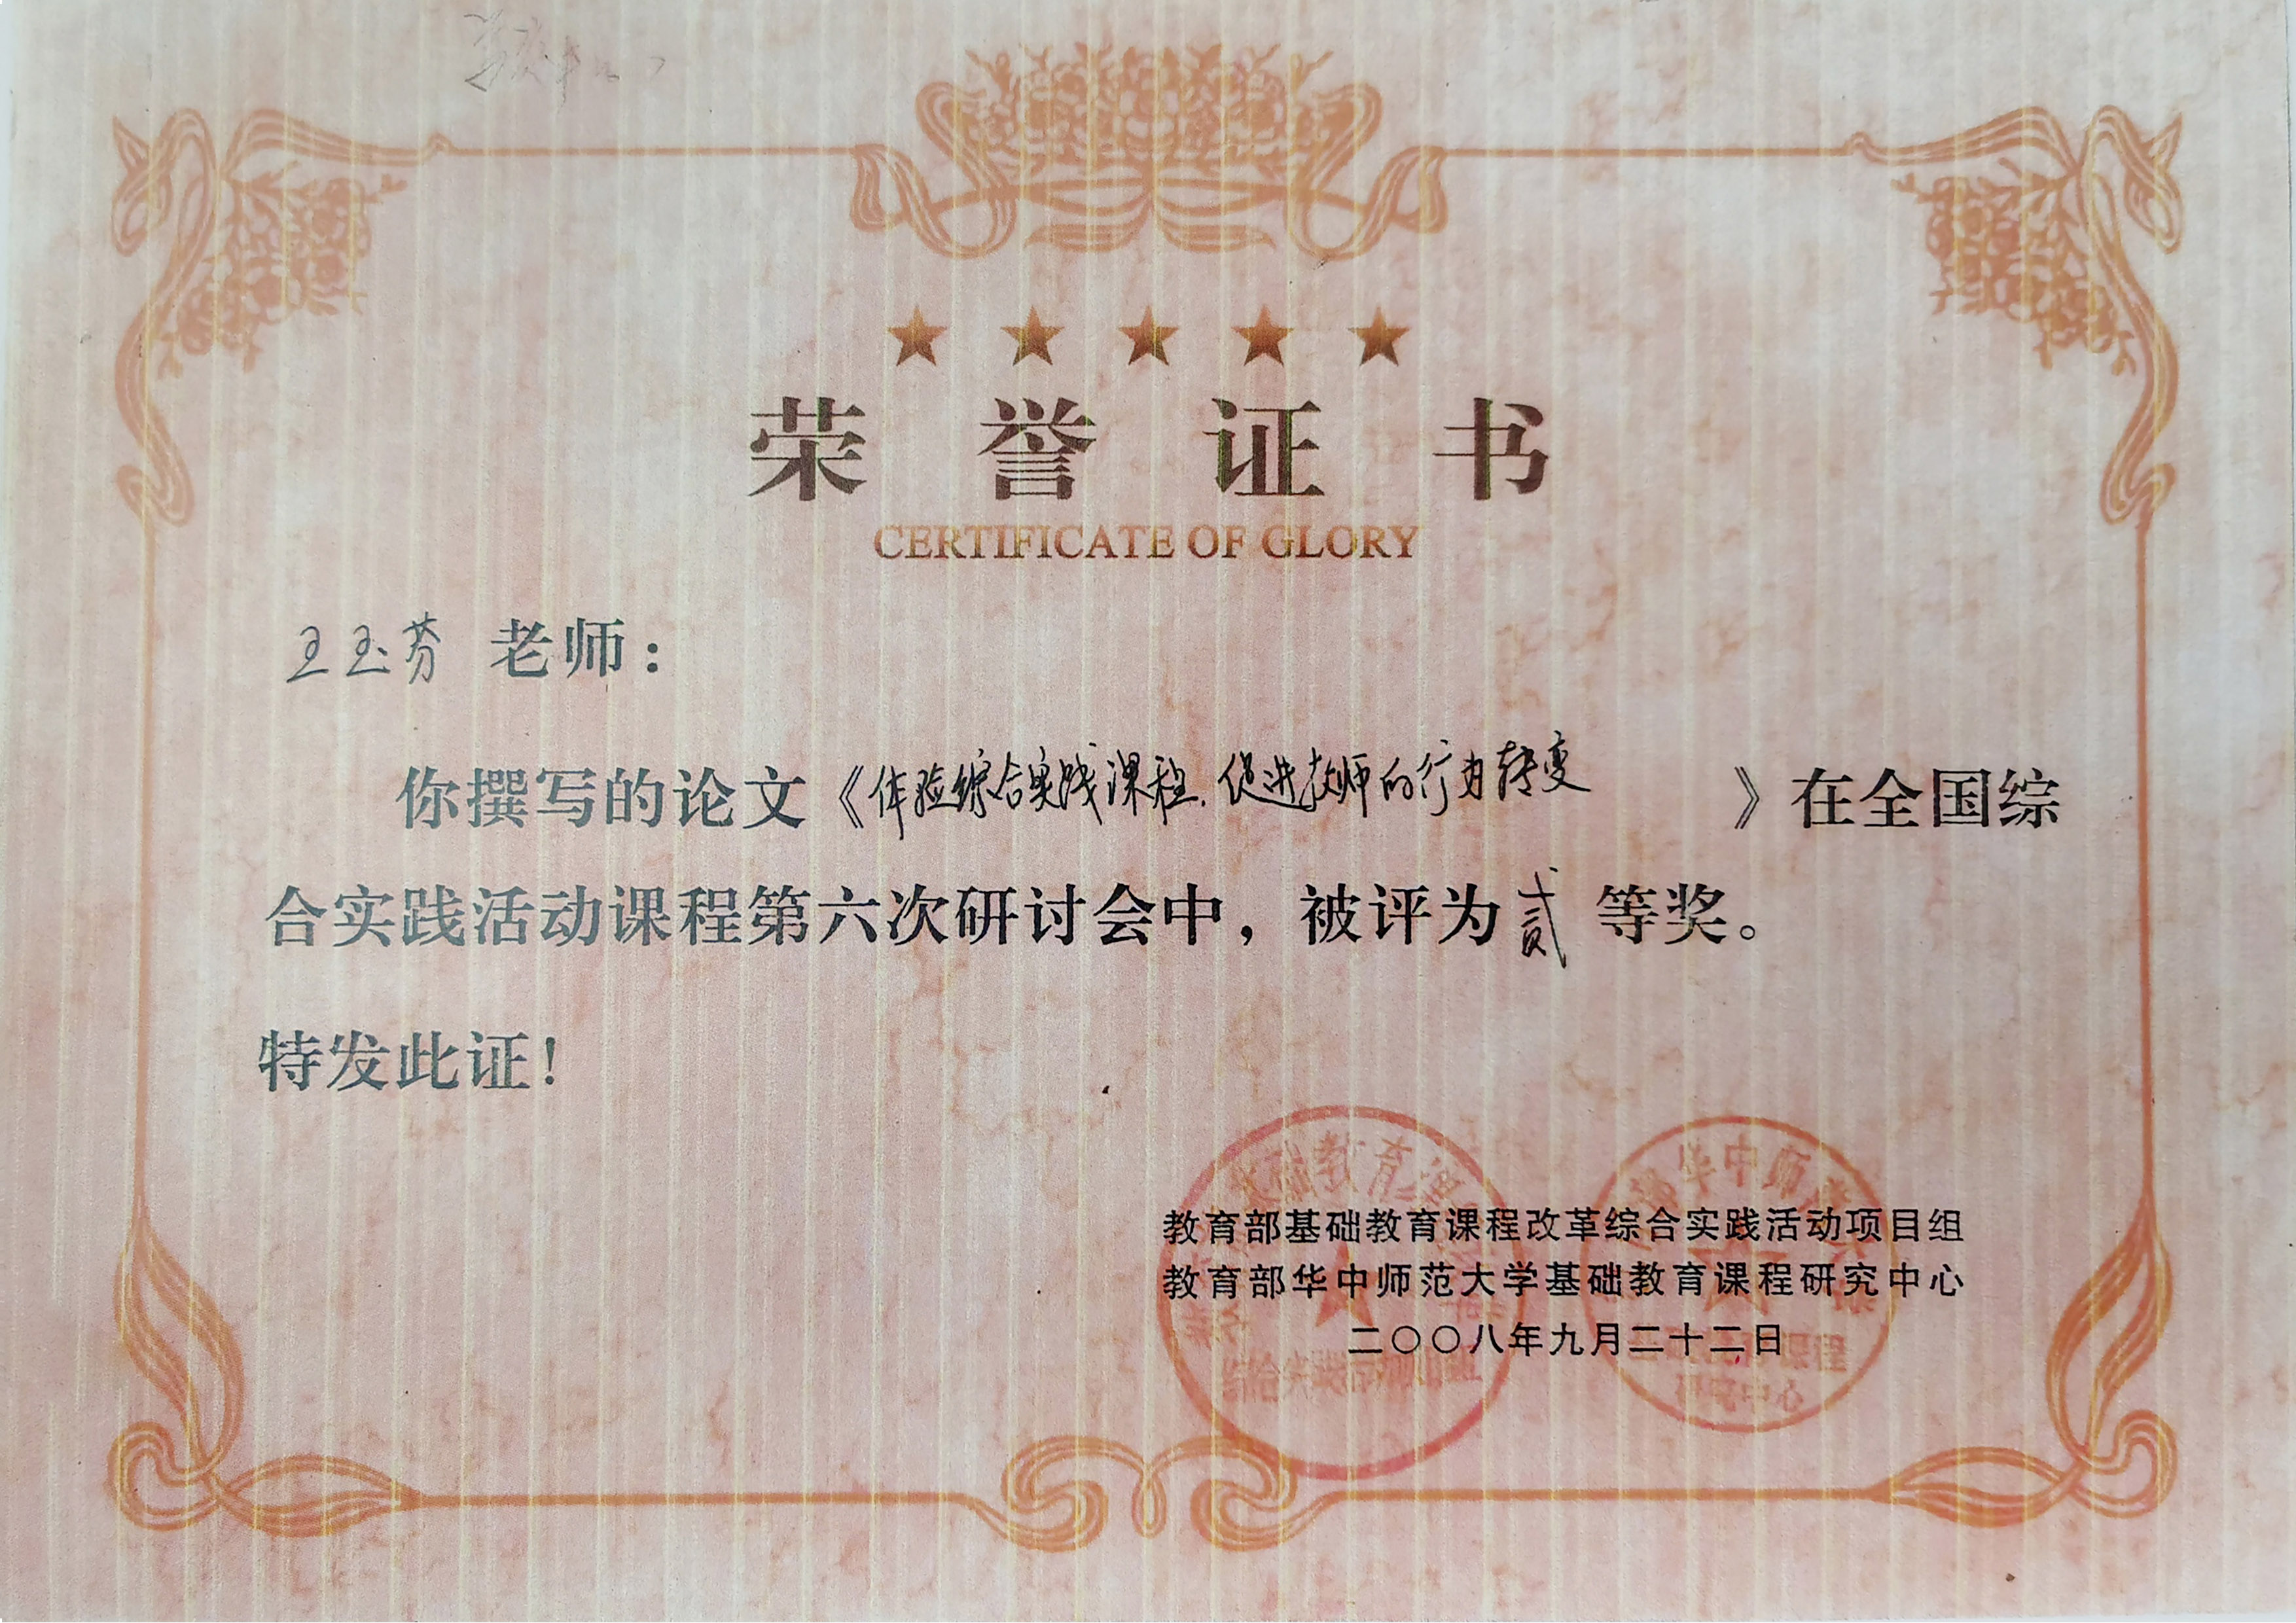 荣誉证书
CERTIFICATE OF GLORY
王玉芬 老师：
你撰写的论文《体验综合实践课程，促进教师的行为转变》在全国综
合实践活动课程第六次研讨会中，被评为贰等奖。
特发此证！
教育部基础教育课程改革综合实践活动项目组
教育部华中师范大学基础教育课程研究中心
二〇〇八年九月二十二日